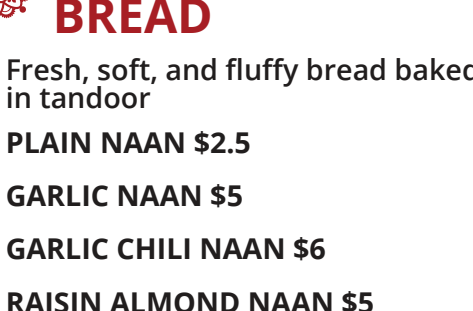 BREAD
Fresh, soft, and fluffy bread baked
in tandoor
PLAIN NAAN $2.5
GARLIC NAAN $5
GARLIC CHILI NAAN $6
RAISIN ALMOND NAAN $5